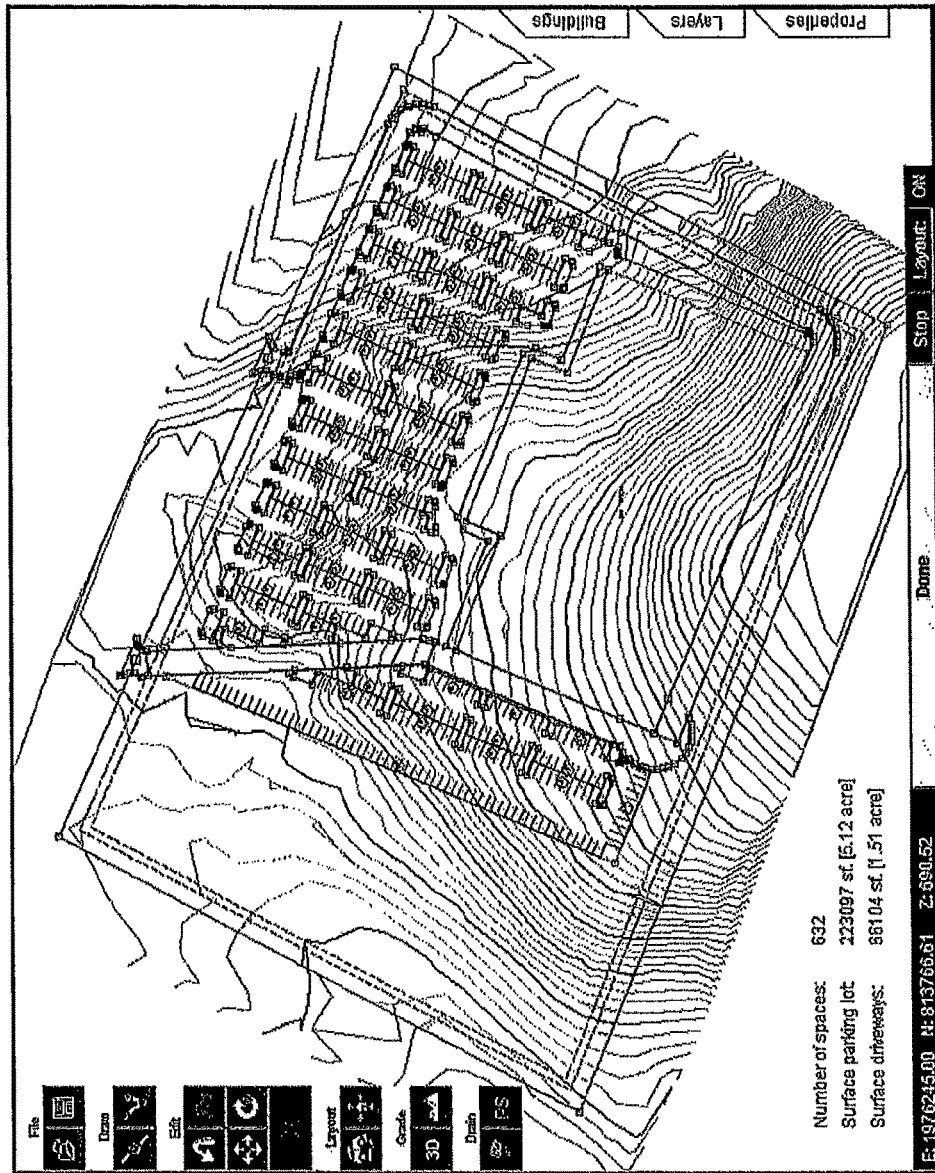 File
Draw
Edit
Layout
Grade
3D
Drain
PS
Buildings
Layers
Properties
Number of spaces: 632
Surface parking lot: 223097 sf. [5.12 acre]
Surface driveways: 66104 sf. [1.51 acre]
E:1976245.00 N:813766.61 Z:690.52
Done
Stop
Layout:
ON